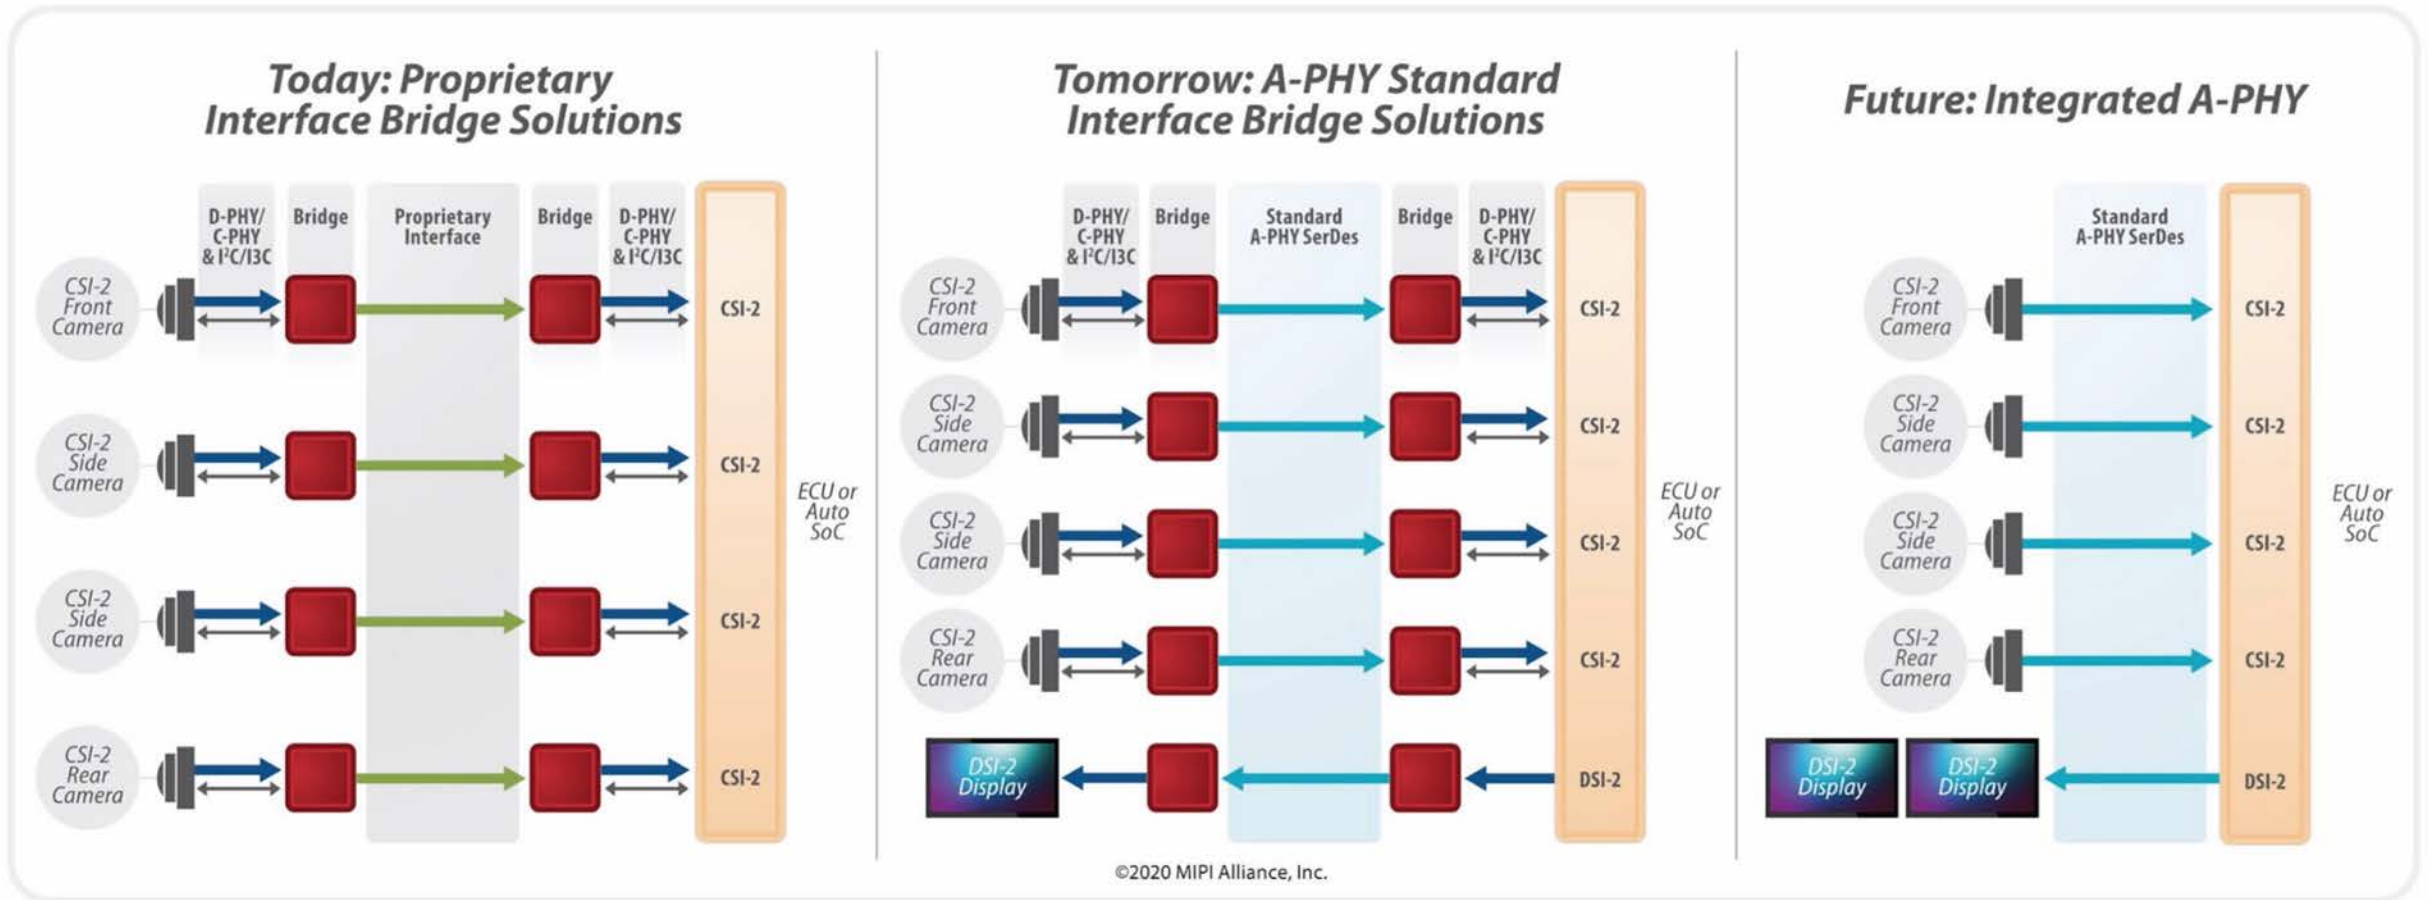 Today: Proprietary
Interface Bridge Solutions
D-PHY/
C-PHY
& I²C/I3C
Bridge
Proprietary
Interface
Bridge
D-PHY/
C-PHY
& I²C/I3C
CSI-2
Front
Camera
CSI-2
CSI-2
Side
Camera
CSI-2
CSI-2
Side
Camera
CSI-2
CSI-2
Rear
Camera
CSI-2
ECU or
Auto
SoC
Tomorrow: A-PHY Standard
Interface Bridge Solutions
D-PHY/
C-PHY
& I²C/I3C
Bridge
Standard
A-PHY SerDes
Bridge
D-PHY/
C-PHY
& I²C/I3C
CSI-2
Front
Camera
CSI-2
CSI-2
Side
Camera
CSI-2
CSI-2
Side
Camera
CSI-2
CSI-2
Rear
Camera
CSI-2
DSI-2
Display
DSI-2
ECU or
Auto
SoC
Future: Integrated A-PHY
Standard
A-PHY SerDes
CSI-2
Front
Camera
CSI-2
CSI-2
Side
Camera
CSI-2
CSI-2
Side
Camera
CSI-2
CSI-2
Rear
Camera
CSI-2
DSI-2
Display
DSI-2
Display
DSI-2
ECU or
Auto
SoC
©2020 MIPI Alliance, Inc.